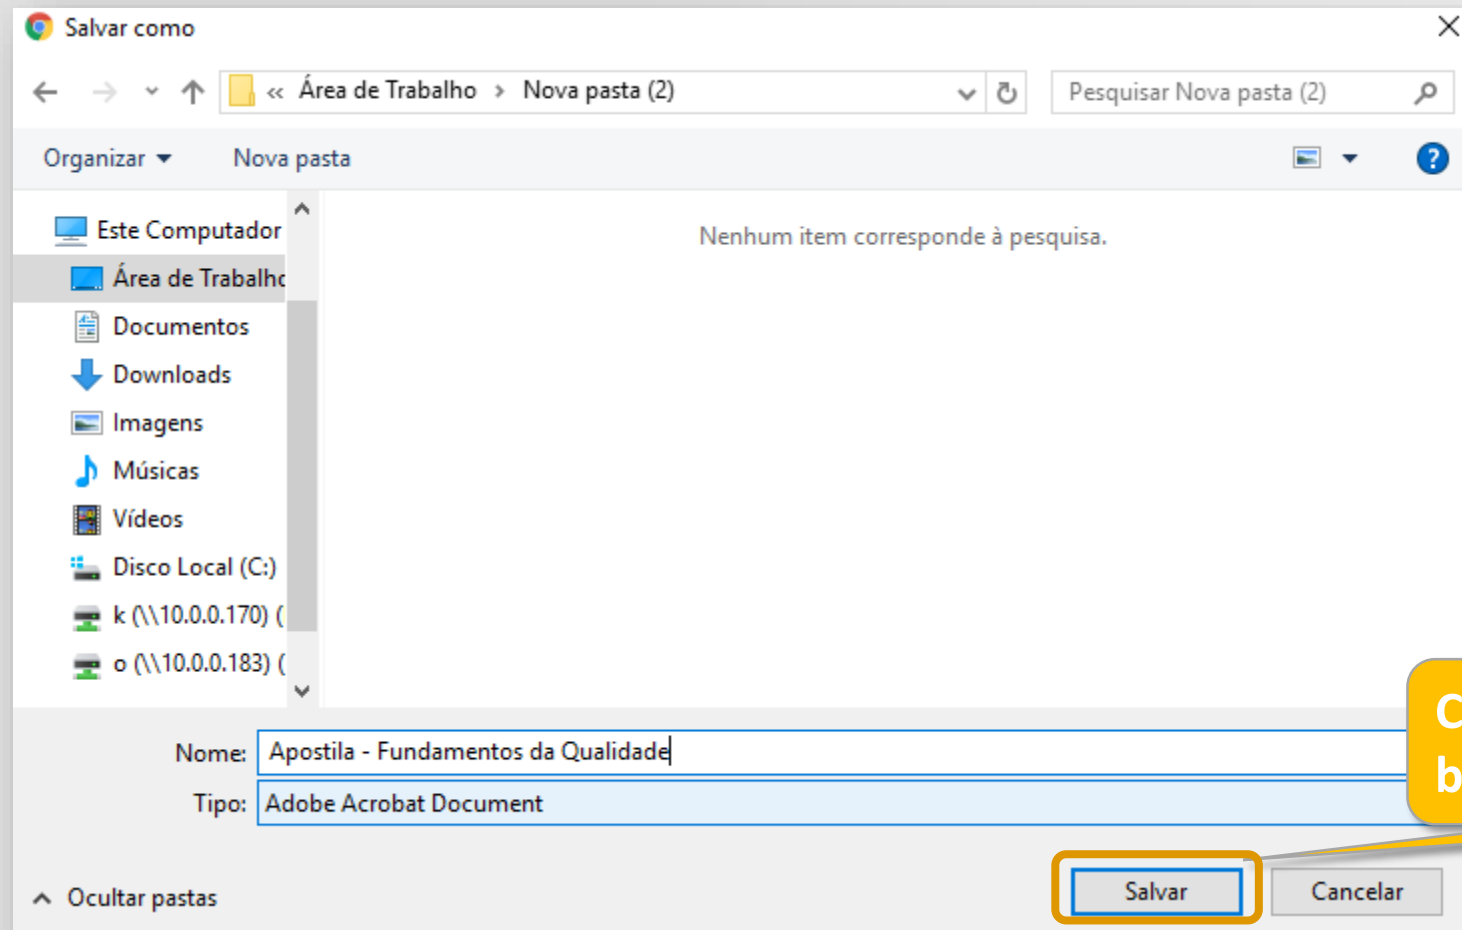 Salvar como
« Área de Trabalho > Nova pasta (2)
Pesquisar Nova pasta (2)
Organizar
Nova pasta
Este Computador
Nenhum item corresponde à pesquisa.
Área de Trabalho
Documentos
Downloads
Imagens
Músicas
Vídeos
Disco Local (C:)
k (\\10.0.0.170) (
o (\\10.0.0.183) (
Nome: Apostila - Fundamentos da Qualidade
Tipo: Adobe Acrobat Document
Ocultar pastas
Salvar
Cancelar